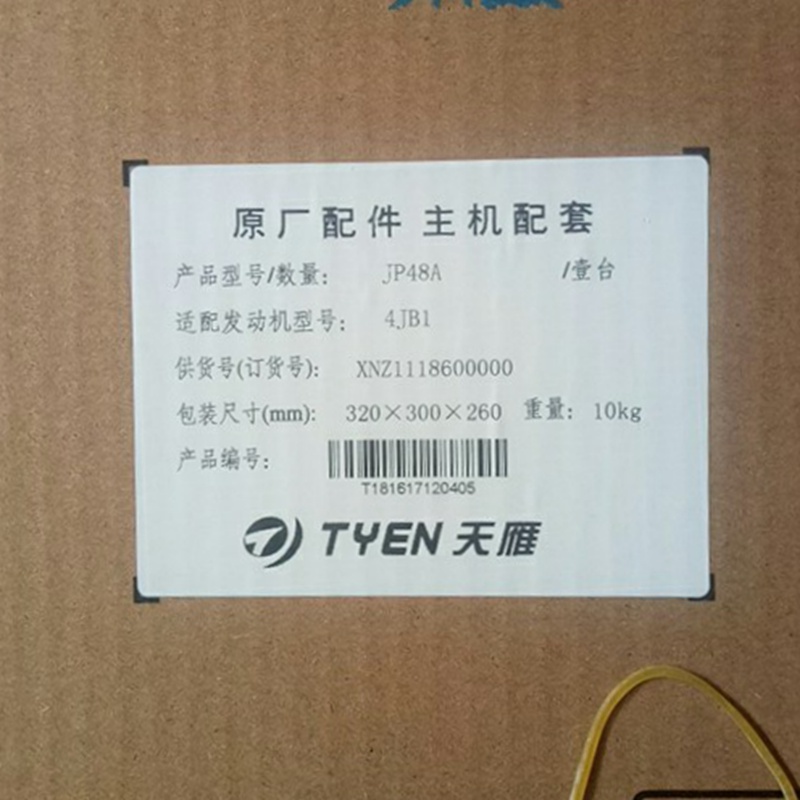 原厂配件 主机配套
产品型号/数量: JP48A /壹台
适配发动机型号: 4JB1
供货号(订货号): XNZ1118600000
包装尺寸(mm): 320×300×260 重量: 10kg
产品编号:
T181617120405
TYEN 天雁